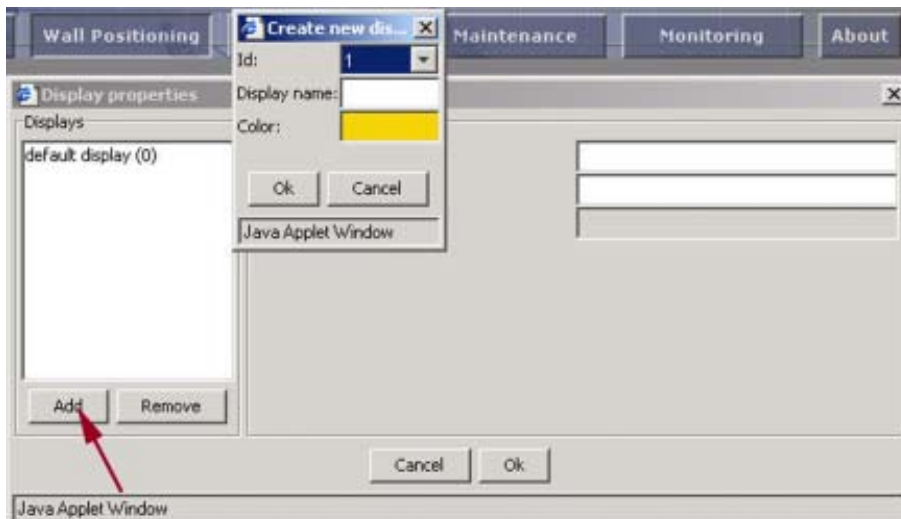 Wall Positioning
Maintenance
Monitoring
About
Create new dis...
Id:
1
Display name:
Color:
Ok
Cancel
Java Applet Window
Display properties
Displays
default display (0)
Add
Remove
Cancel
Ok
Java Applet Window